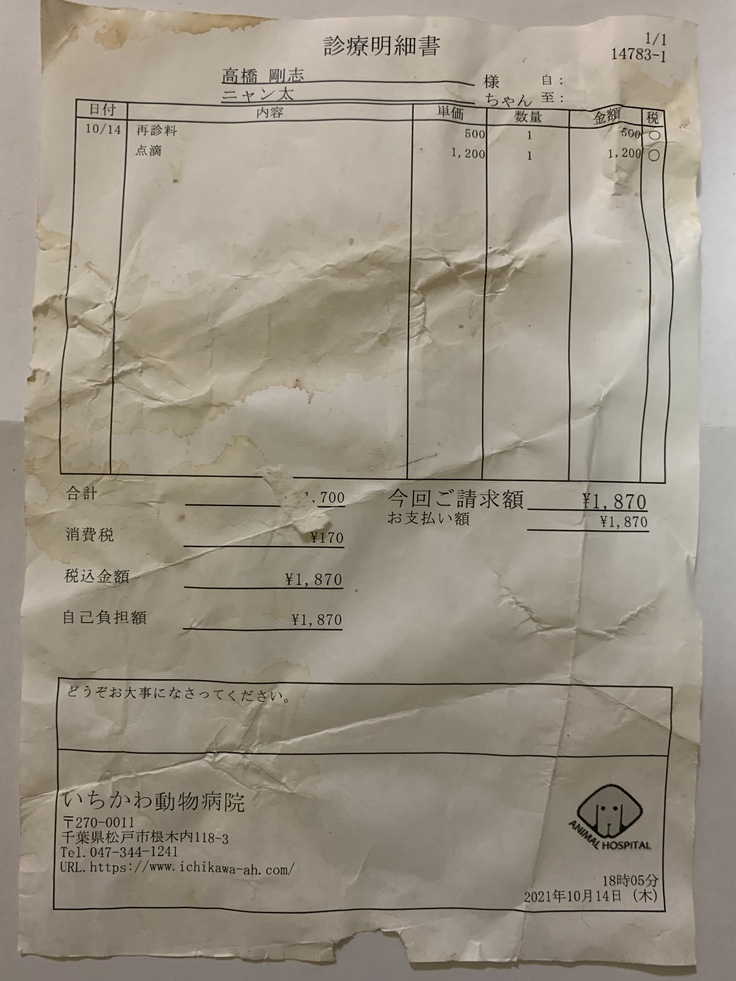 診療明細書
1/1
14783-1
高橋 剛志 様 自:
ニャン太 ちゃん 至:
日付 内容 単価 数量 金額 税
10/14 再診料 500 1 500 ○
点滴 1,200 1 1,200 ○
合計 ,700
今回ご請求額 ¥1,870
お支払い額 ¥1,870
消費税 ¥170
税込金額 ¥1,870
自己負担額 ¥1,870
どうぞお大事になさってください。
いちかわ動物病院
〒270-0011
千葉県松戸市根木内118-3
Tel.047-344-1241
URL.https://www.ichikawa-ah.com/
ANIMAL HOSPITAL
18時05分
2021年10月14日 (木)